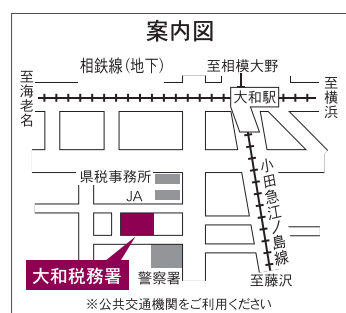 案内図
相鉄線(地下)
至相模大野
至海老名
大和駅
至横浜
県税事務所
JA
小田急江ノ島線
大和税務署
警察署
至藤沢
※公共交通機関をご利用ください